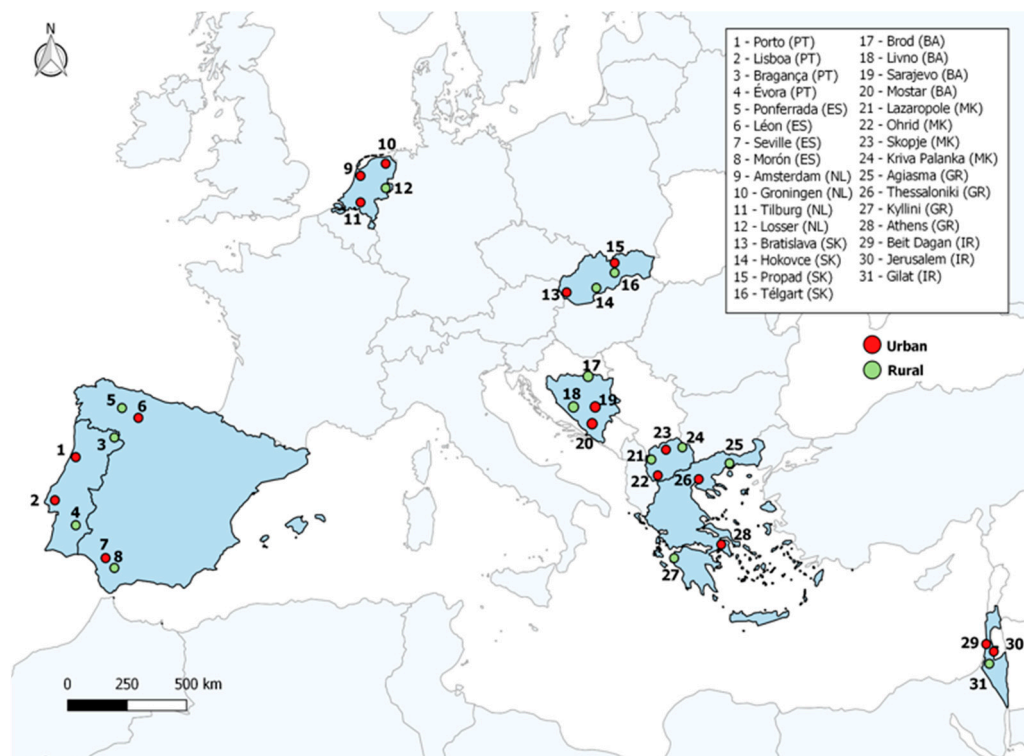 N
1 - Porto (PT)
2 - Lisboa (PT)
3 - Bragança (PT)
4 - Évora (PT)
5 - Ponferrada (ES)
6 - Léon (ES)
7 - Seville (ES)
8 - Morón (ES)
9 - Amsterdam (NL)
10 - Groningen (NL)
11 - Tilburg (NL)
12 - Losser (NL)
13 - Bratislava (SK)
14 - Hokovce (SK)
15 - Propad (SK)
16 - Télgart (SK)
17 - Brod (BA)
18 - Livno (BA)
19 - Sarajevo (BA)
20 - Mostar (BA)
21 - Lazaropole (MK)
22 - Ohrid (MK)
23 - Skopje (MK)
24 - Kriva Palanka (MK)
25 - Agiasma (GR)
26 - Thessaloniki (GR)
27 - Kyllini (GR)
28 - Athens (GR)
29 - Beit Dagan (IR)
30 - Jerusalem (IR)
31 - Gilat (IR)
Urban
Rural
10
9
12
11
15
16
13
14
17
18
19
20
5
6
3
1
2
4
7
8
23
24
25
21
22
26
28
27
29
30
31
0 250 500 km